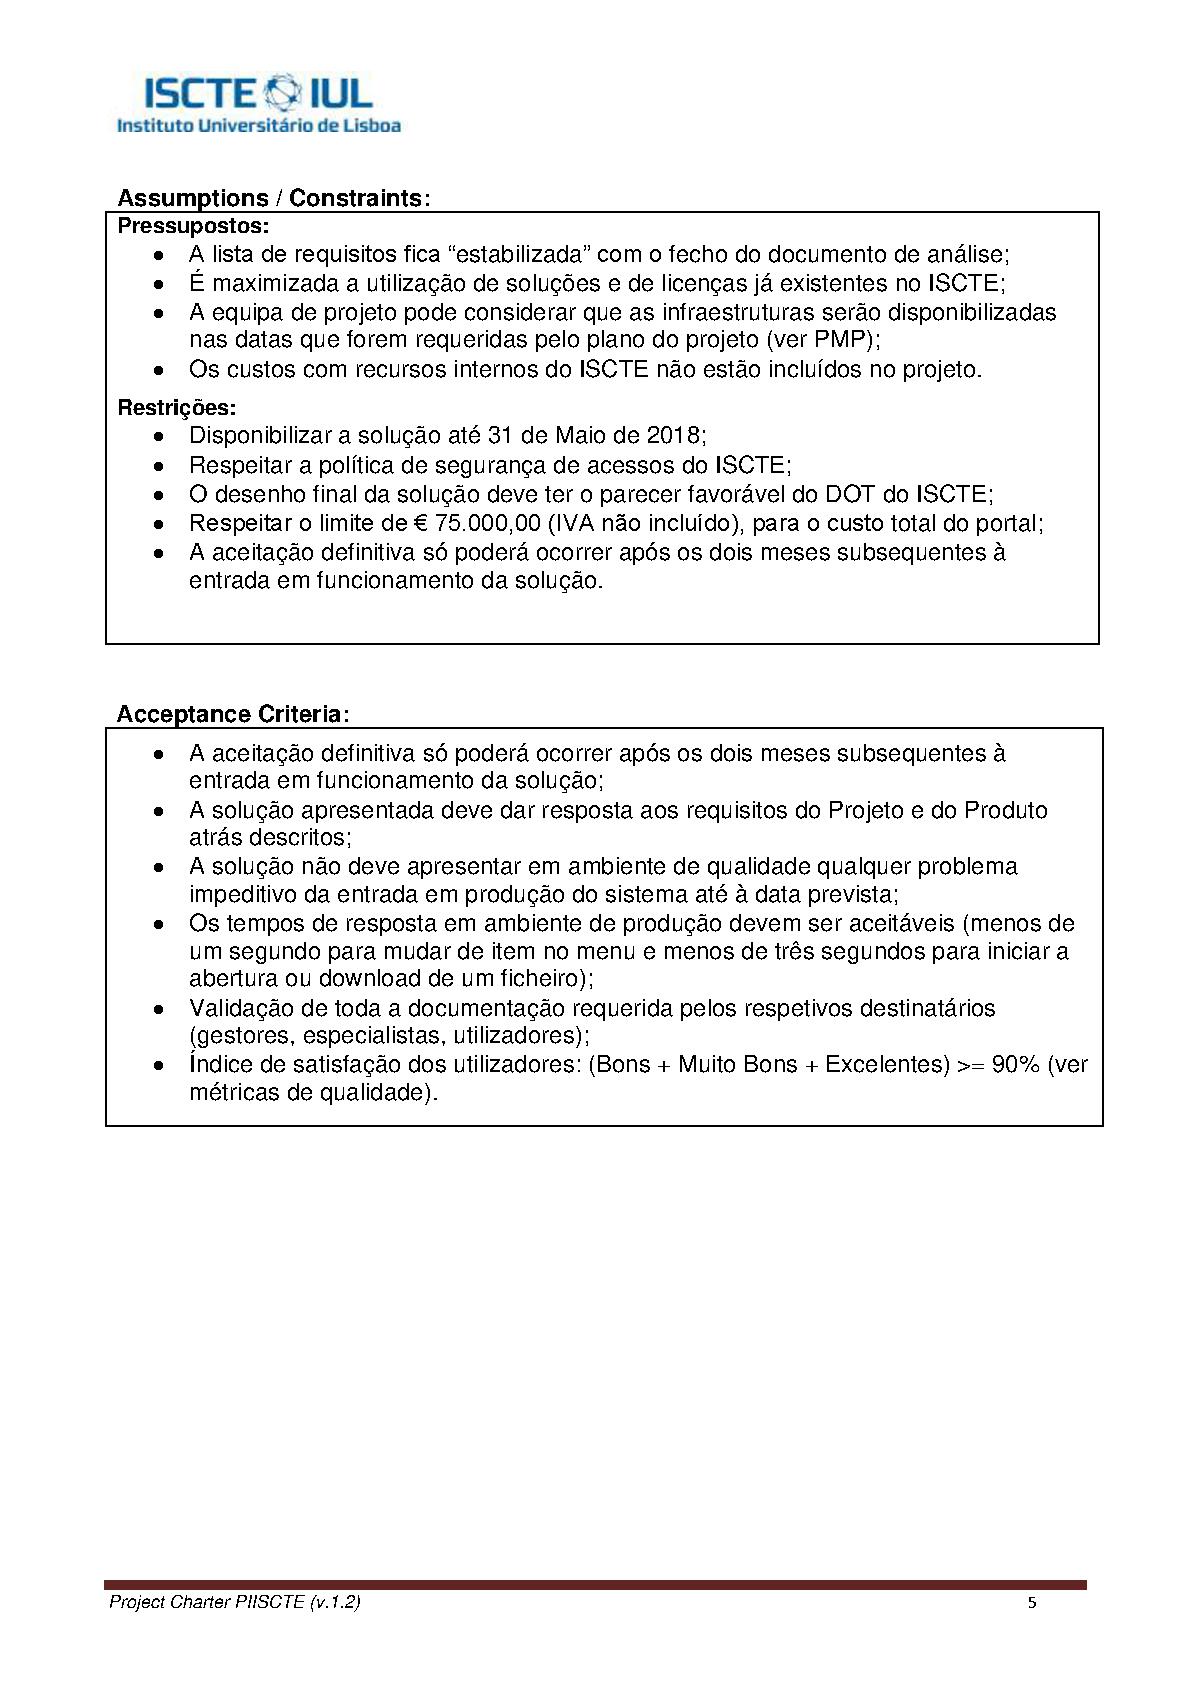 ISCTE IUL
Instituto Universitário de Lisboa
Assumptions / Constraints:
Pressupostos:
• A lista de requisitos fica “estabilizada” com o fecho do documento de análise;
• É maximizada a utilização de soluções e de licenças já existentes no ISCTE;
• A equipa de projeto pode considerar que as infraestruturas serão disponibilizadas
nas datas que forem requeridas pelo plano do projeto (ver PMP);
• Os custos com recursos internos do ISCTE não estão incluídos no projeto.
Restrições:
• Disponibilizar a solução até 31 de Maio de 2018;
• Respeitar a política de segurança de acessos do ISCTE;
• O desenho final da solução deve ter o parecer favorável do DOT do ISCTE;
• Respeitar o limite de € 75.000,00 (IVA não incluído), para o custo total do portal;
• A aceitação definitiva só poderá ocorrer após os dois meses subsequentes à
entrada em funcionamento da solução.
Acceptance Criteria:
• A aceitação definitiva só poderá ocorrer após os dois meses subsequentes à
entrada em funcionamento da solução;
• A solução apresentada deve dar resposta aos requisitos do Projeto e do Produto
atrás descritos;
• A solução não deve apresentar em ambiente de qualidade qualquer problema
impeditivo da entrada em produção do sistema até à data prevista;
• Os tempos de resposta em ambiente de produção devem ser aceitáveis (menos de
um segundo para mudar de item no menu e menos de três segundos para iniciar a
abertura ou download de um ficheiro);
• Validação de toda a documentação requerida pelos respetivos destinatários
(gestores, especialistas, utilizadores);
• Índice de satisfação dos utilizadores: (Bons + Muito Bons + Excelentes) >= 90% (ver
métricas de qualidade).
Project Charter PIISCTE (v.1.2) 5